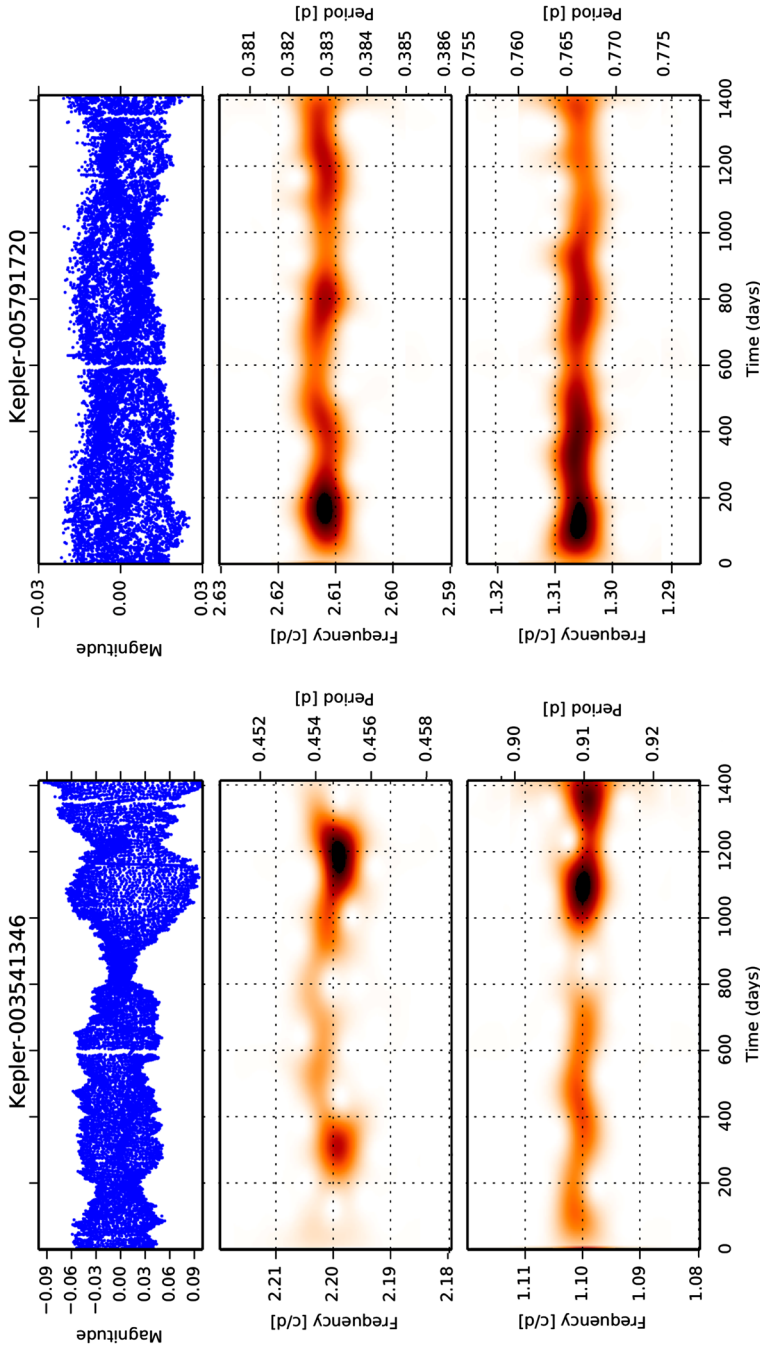 Kepler-003541346
Magnitude
−0.09
−0.06
−0.03
0.00
0.03
0.06
0.09
Frequency [c/d]
2.21
2.20
2.19
2.18
Period [d]
0.452
0.454
0.456
0.458
Frequency [c/d]
1.11
1.10
1.09
1.08
Period [d]
0.90
0.91
0.92
0 200 400 600 800 1000 1200 1400
Time (days)
Kepler-005791720
Magnitude
−0.03
0.00
0.03
Frequency [c/d]
2.63
2.62
2.61
2.60
2.59
Period [d]
0.381
0.382
0.383
0.384
0.385
0.386
Frequency [c/d]
1.32
1.31
1.30
1.29
Period [d]
0.755
0.760
0.765
0.770
0.775
0 200 400 600 800 1000 1200 1400
Time (days)